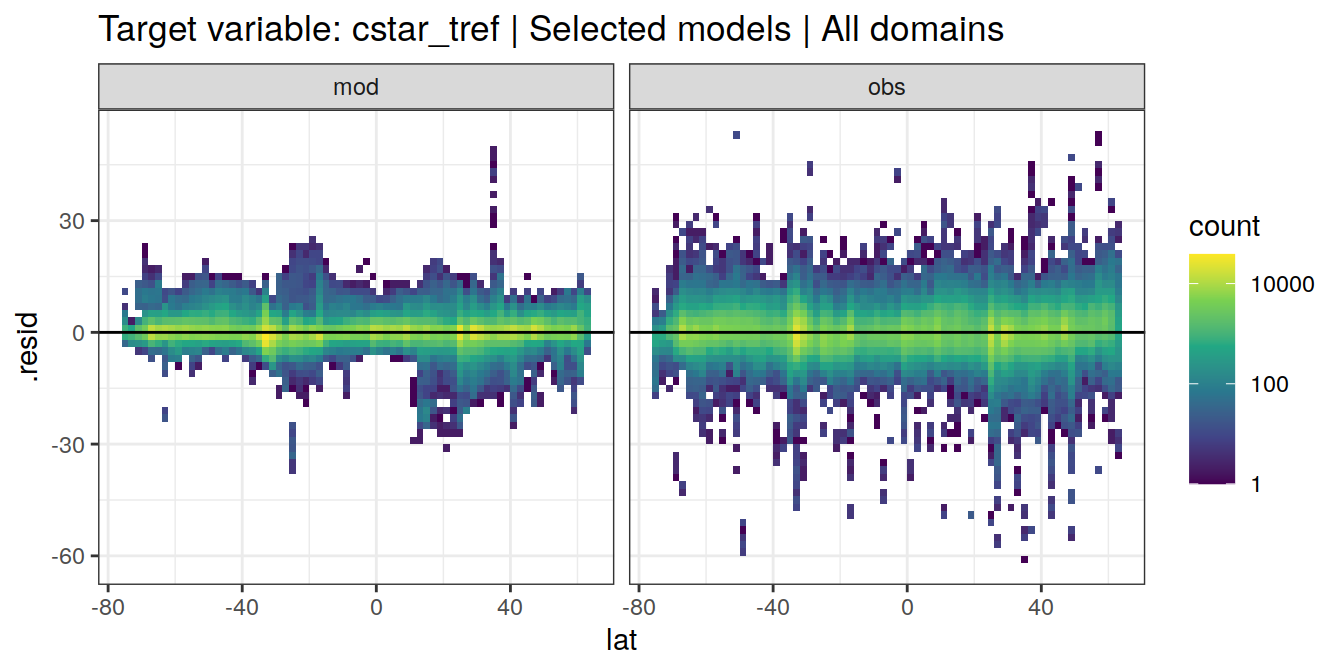 Target variable: cstar_tref | Selected models | All domains
mod
obs
30
0
-30
-60
.resid
-80
-40
0
40
-80
-40
0
40
lat
count
10000
100
1